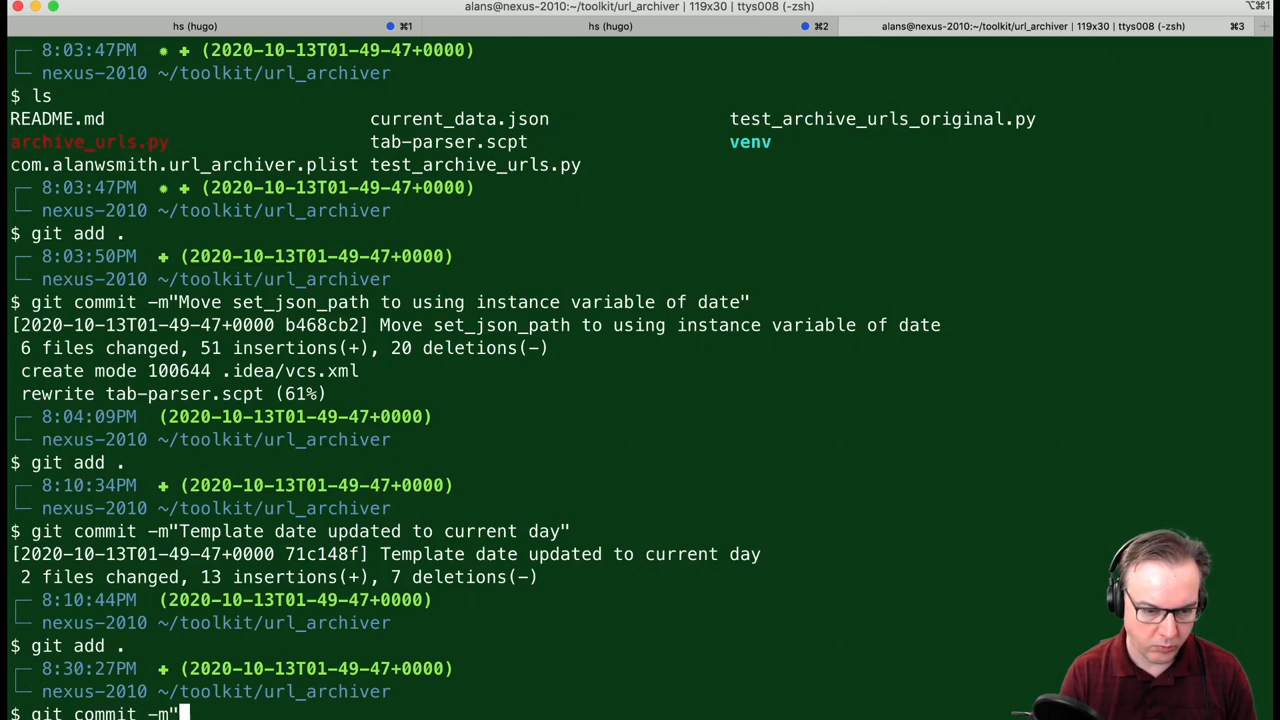 alans@nexus-2010:~/toolkit/url_archiver | 119x30 | ttys008 (-zsh)
⌥⌘1
hs (hugo) ⌘1
hs (hugo) ⌘2
alans@nexus-2010:~/toolkit/url_archiver | 119x30 | ttys008 (-zsh) ⌘3
8:03:47PM ✹ ✚ (2020-10-13T01-49-47+0000)
nexus-2010 ~/toolkit/url_archiver
$ ls
README.md current_data.json test_archive_urls_original.py
archive_urls.py tab-parser.scpt venv
com.alanwsmith.url_archiver.plist test_archive_urls.py
8:03:47PM ✹ ✚ (2020-10-13T01-49-47+0000)
nexus-2010 ~/toolkit/url_archiver
$ git add .
8:03:50PM ✚ (2020-10-13T01-49-47+0000)
nexus-2010 ~/toolkit/url_archiver
$ git commit -m"Move set_json_path to using instance variable of date"
[2020-10-13T01-49-47+0000 b468cb2] Move set_json_path to using instance variable of date
6 files changed, 51 insertions(+), 20 deletions(-)
create mode 100644 .idea/vcs.xml
rewrite tab-parser.scpt (61%)
8:04:09PM (2020-10-13T01-49-47+0000)
nexus-2010 ~/toolkit/url_archiver
$ git add .
8:10:34PM ✚ (2020-10-13T01-49-47+0000)
nexus-2010 ~/toolkit/url_archiver
$ git commit -m"Template date updated to current day"
[2020-10-13T01-49-47+0000 71c148f] Template date updated to current day
2 files changed, 13 insertions(+), 7 deletions(-)
8:10:44PM (2020-10-13T01-49-47+0000)
nexus-2010 ~/toolkit/url_archiver
$ git add .
8:30:27PM ✚ (2020-10-13T01-49-47+0000)
nexus-2010 ~/toolkit/url_archiver
$ git commit -m"